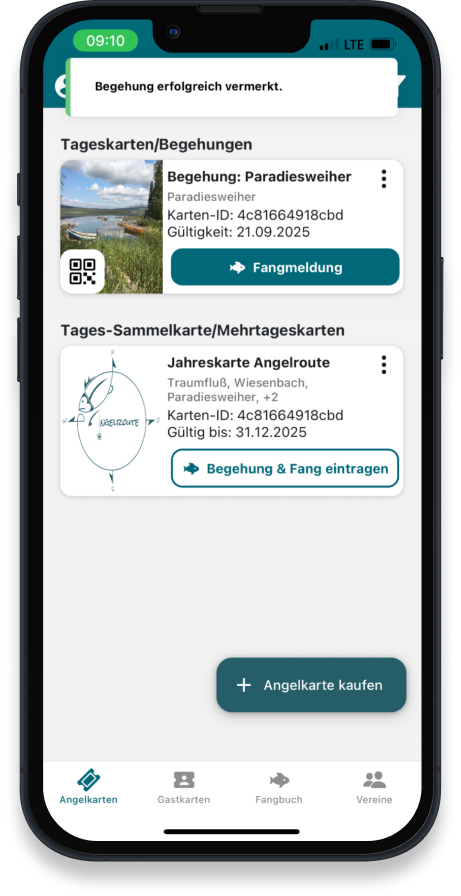 09:10
LTE
Begehung erfolgreich vermerkt.
Tageskarten/Begehungen
Begehung: Paradiesweiher
Paradiesweiher
Karten-ID: 4c81664918cbd
Gültigkeit: 21.09.2025
Fangmeldung
Tages-Sammelkarte/Mehrtageskarten
N
W
ANGELROUTE
O
S
Jahreskarte Angelroute
Traumfluß, Wiesenbach,
Paradiesweiher, +2
Karten-ID: 4c81664918cbd
Gültig bis: 31.12.2025
Begehung & Fang eintragen
+ Angelkarte kaufen
Angelkarten
Gastkarten
Fangbuch
Vereine